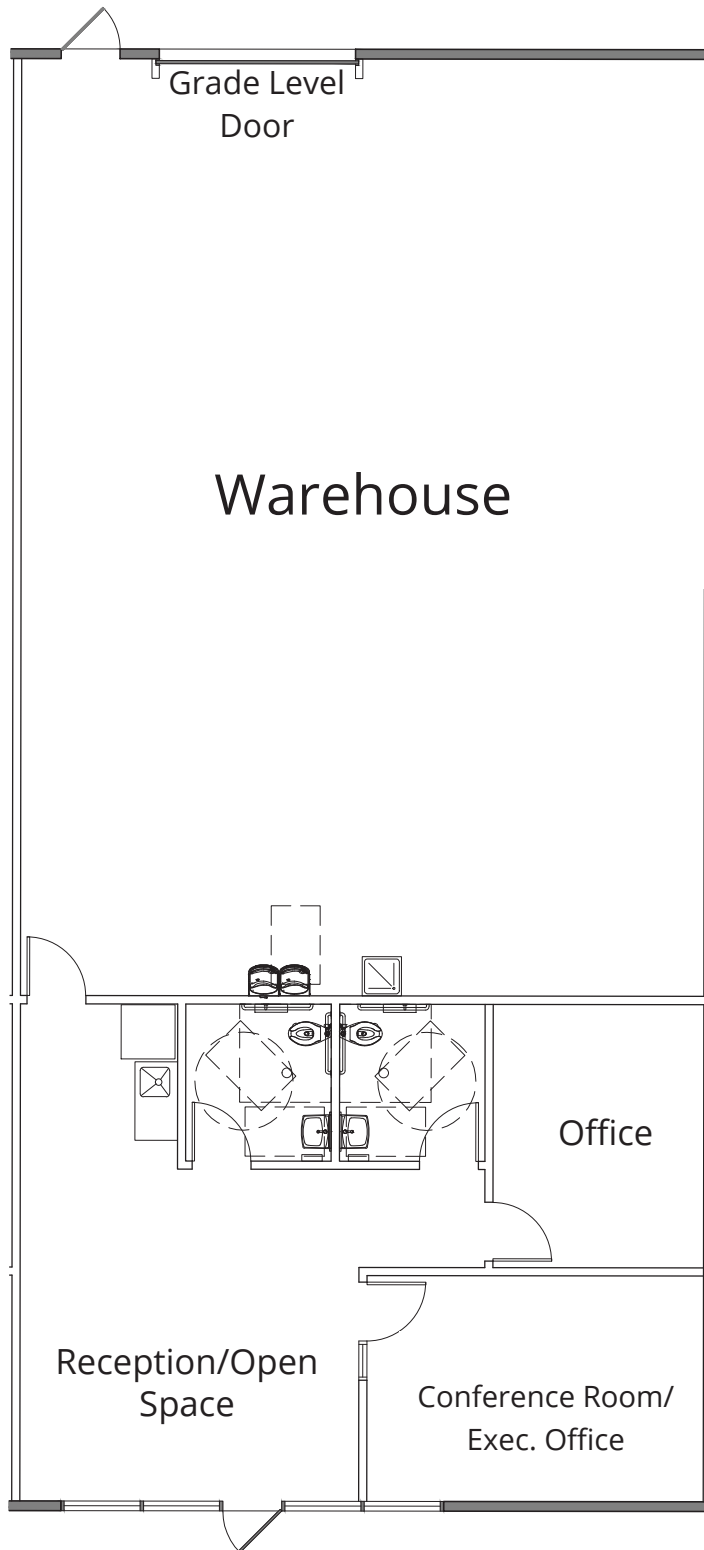 Grade Level
Door
Warehouse
Office
Reception/Open
Space
Conference Room/
Exec. Office